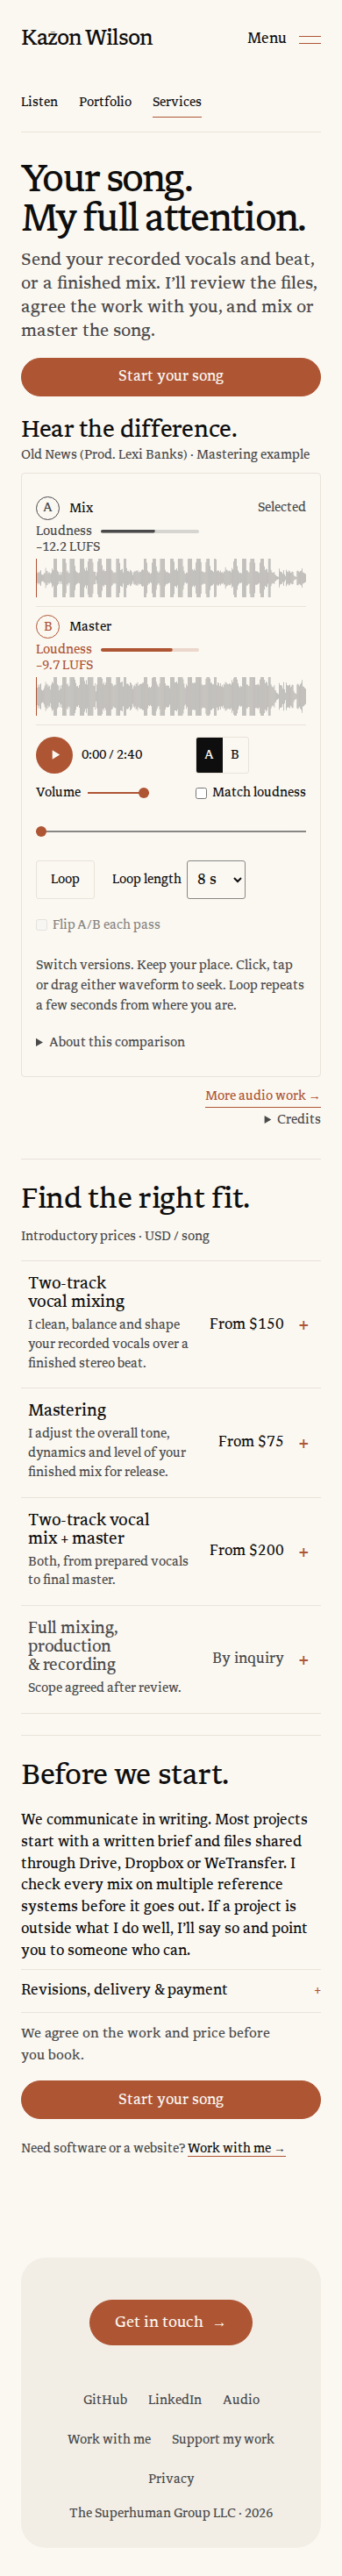 Kazon Wilson
Menu
Listen Portfolio Services
Your song.
My full attention.
Send your recorded vocals and beat,
or a finished mix. I’ll review the files,
agree the work with you, and mix or
master the song.
Start your song
Hear the difference.
Old News (Prod. Lexi Banks) · Mastering example
A Mix Selected
Loudness
−12.2 LUFS
B Master
Loudness
−9.7 LUFS
0:00 / 2:40 A B
Volume Match loudness
Loop Loop length 8 s
Flip A/B each pass
Switch versions. Keep your place. Click, tap
or drag either waveform to seek. Loop repeats
a few seconds from where you are.
About this comparison
More audio work →
Credits
Find the right fit.
Introductory prices · USD / song
Two-track
vocal mixing
I clean, balance and shape
your recorded vocals over a
finished stereo beat.
From $150 +
Mastering
I adjust the overall tone,
dynamics and level of your
finished mix for release.
From $75 +
Two-track vocal
mix + master
Both, from prepared vocals
to final master.
From $200 +
Full mixing,
production
& recording
Scope agreed after review.
By inquiry +
Before we start.
We communicate in writing. Most projects
start with a written brief and files shared
through Drive, Dropbox or WeTransfer. I
check every mix on multiple reference
systems before it goes out. If a project is
outside what I do well, I’ll say so and point
you to someone who can.
Revisions, delivery & payment +
We agree on the work and price before
you book.
Start your song
Need software or a website? Work with me →
Get in touch →
GitHub LinkedIn Audio
Work with me Support my work
Privacy
The Superhuman Group LLC · 2026